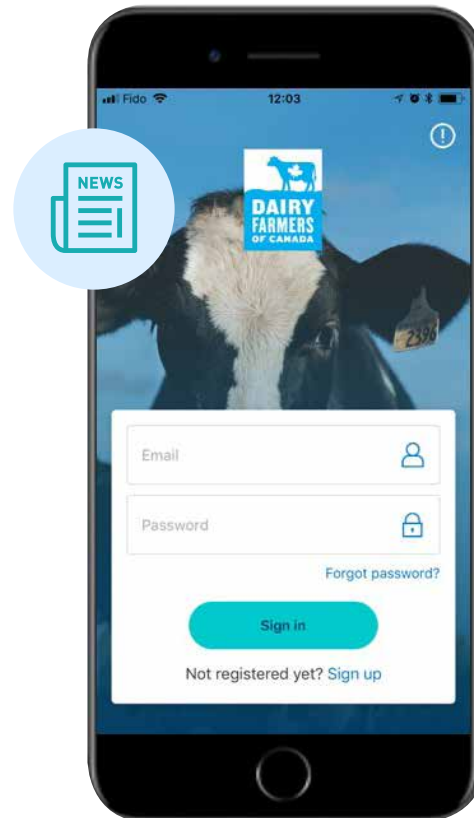 Fido 12:03
NEWS
DAIRY
FARMERS
OF CANADA
2396
Email
Password
Forgot password?
Sign in
Not registered yet? Sign up